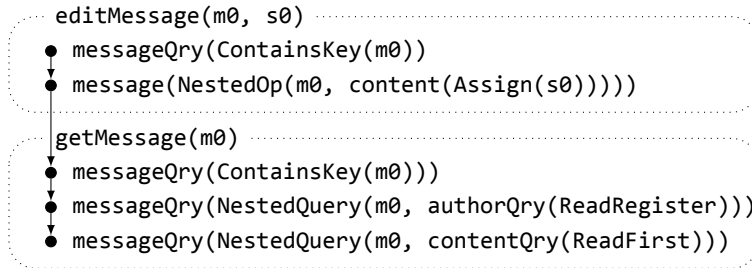 editMessage(m0, s0)
messageQry(ContainsKey(m0))
message(NestedOp(m0, content(Assign(s0)))))
getMessage(m0)
messageQry(ContainsKey(m0)))
messageQry(NestedQuery(m0, authorQry(ReadRegister)))
messageQry(NestedQuery(m0, contentQry(ReadFirst)))